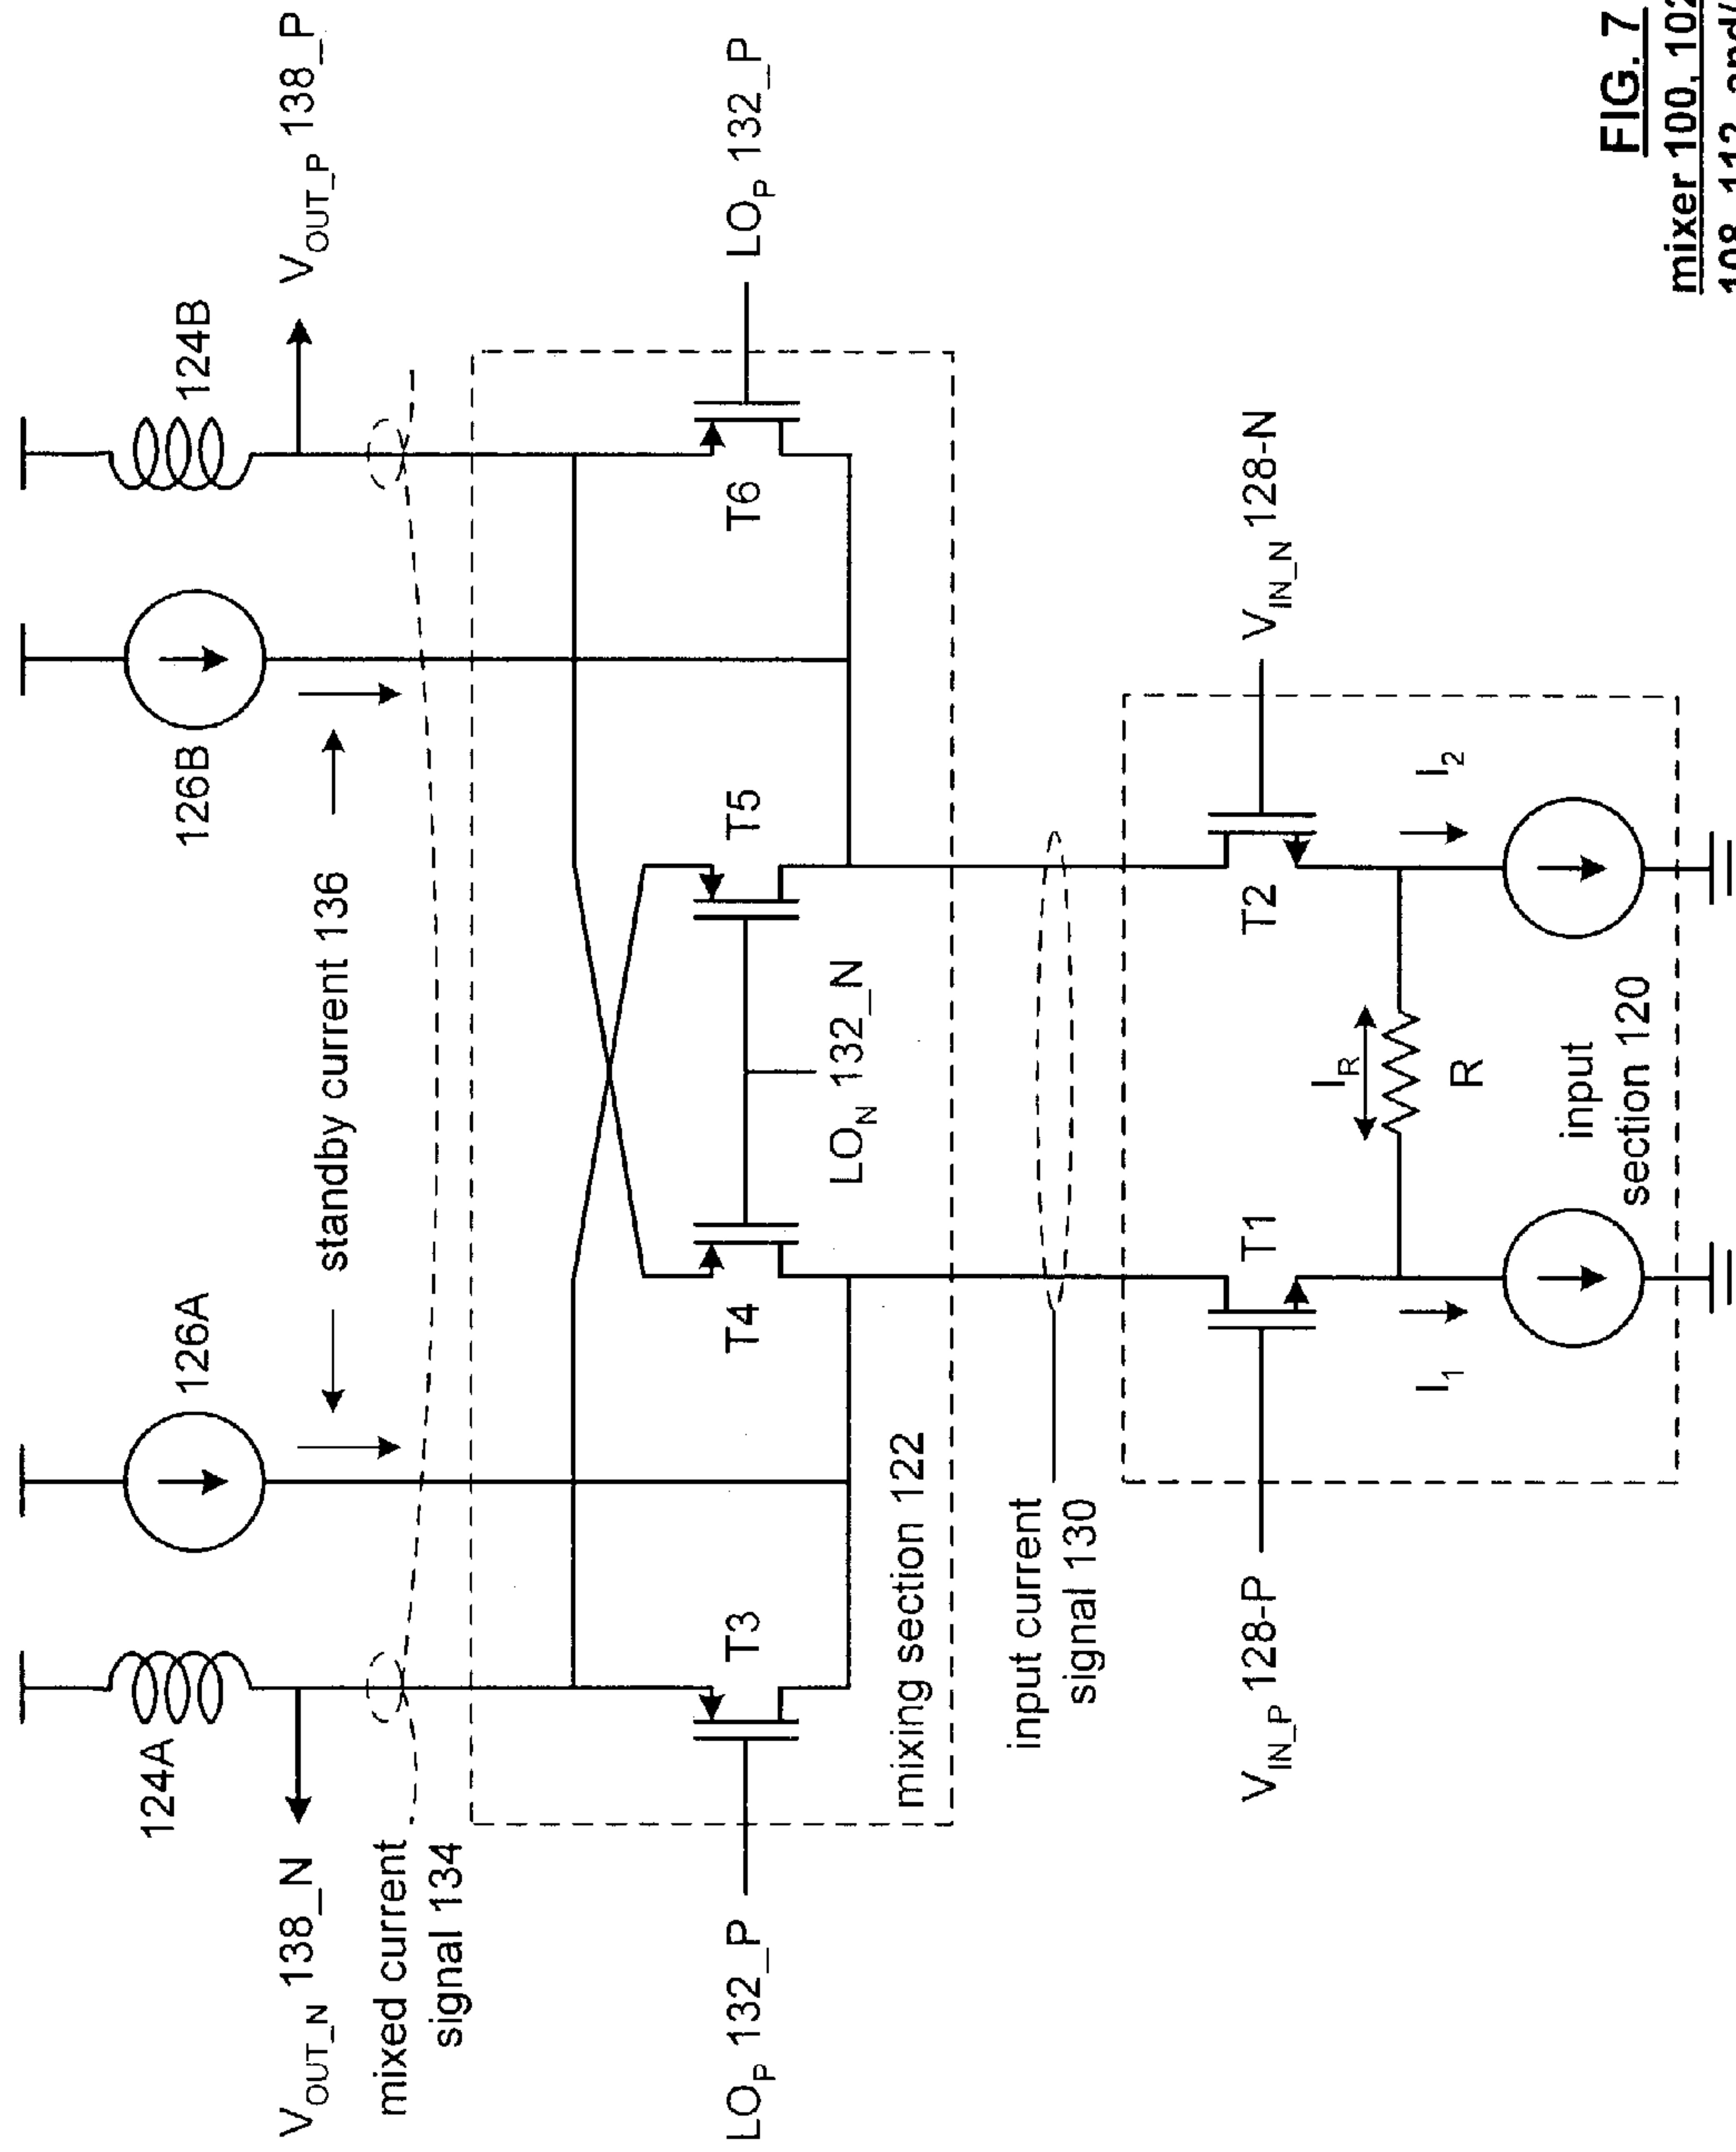 124A
126A
126B
124B
V_OUT_N 138_N
standby current 136
V_OUT_P 138_P
mixed current
signal 134
LO_P 132_P
T3
T4
T5
T6
LO_P 132_P
LO_N 132_N
mixing section 122
input current
signal 130
V_IN_P 128-P
T1
T2
V_IN_N 128-N
I_1
I_R
I_2
R
input
section 120
FIG. 7
mixer 100, 102
108, 112, and/